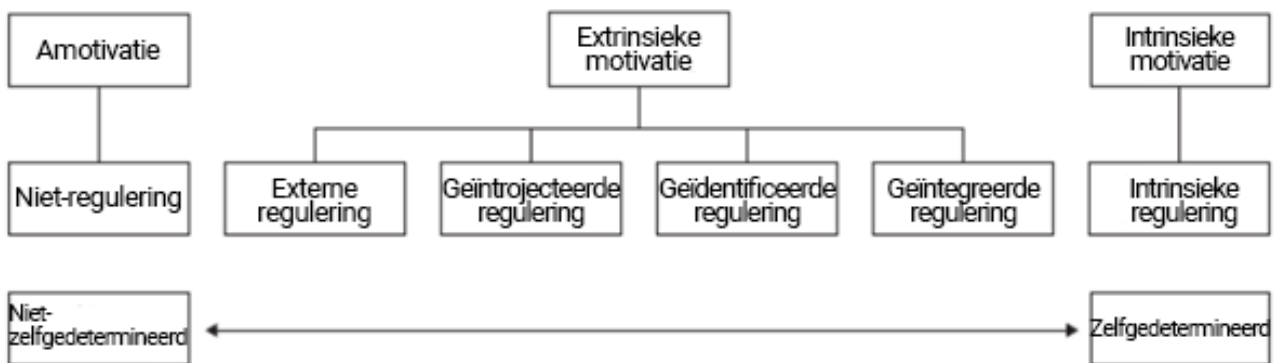 Amotivatie
Extrinsieke
motivatie
Intrinsieke
motivatie
Niet-regulering
Externe
regulering
Geïntrojecteerde
regulering
Geïdentificeerde
regulering
Geïntegreerde
regulering
Intrinsieke
regulering
Niet-
zelfgedetermineerd
Zelfgedetermineerd